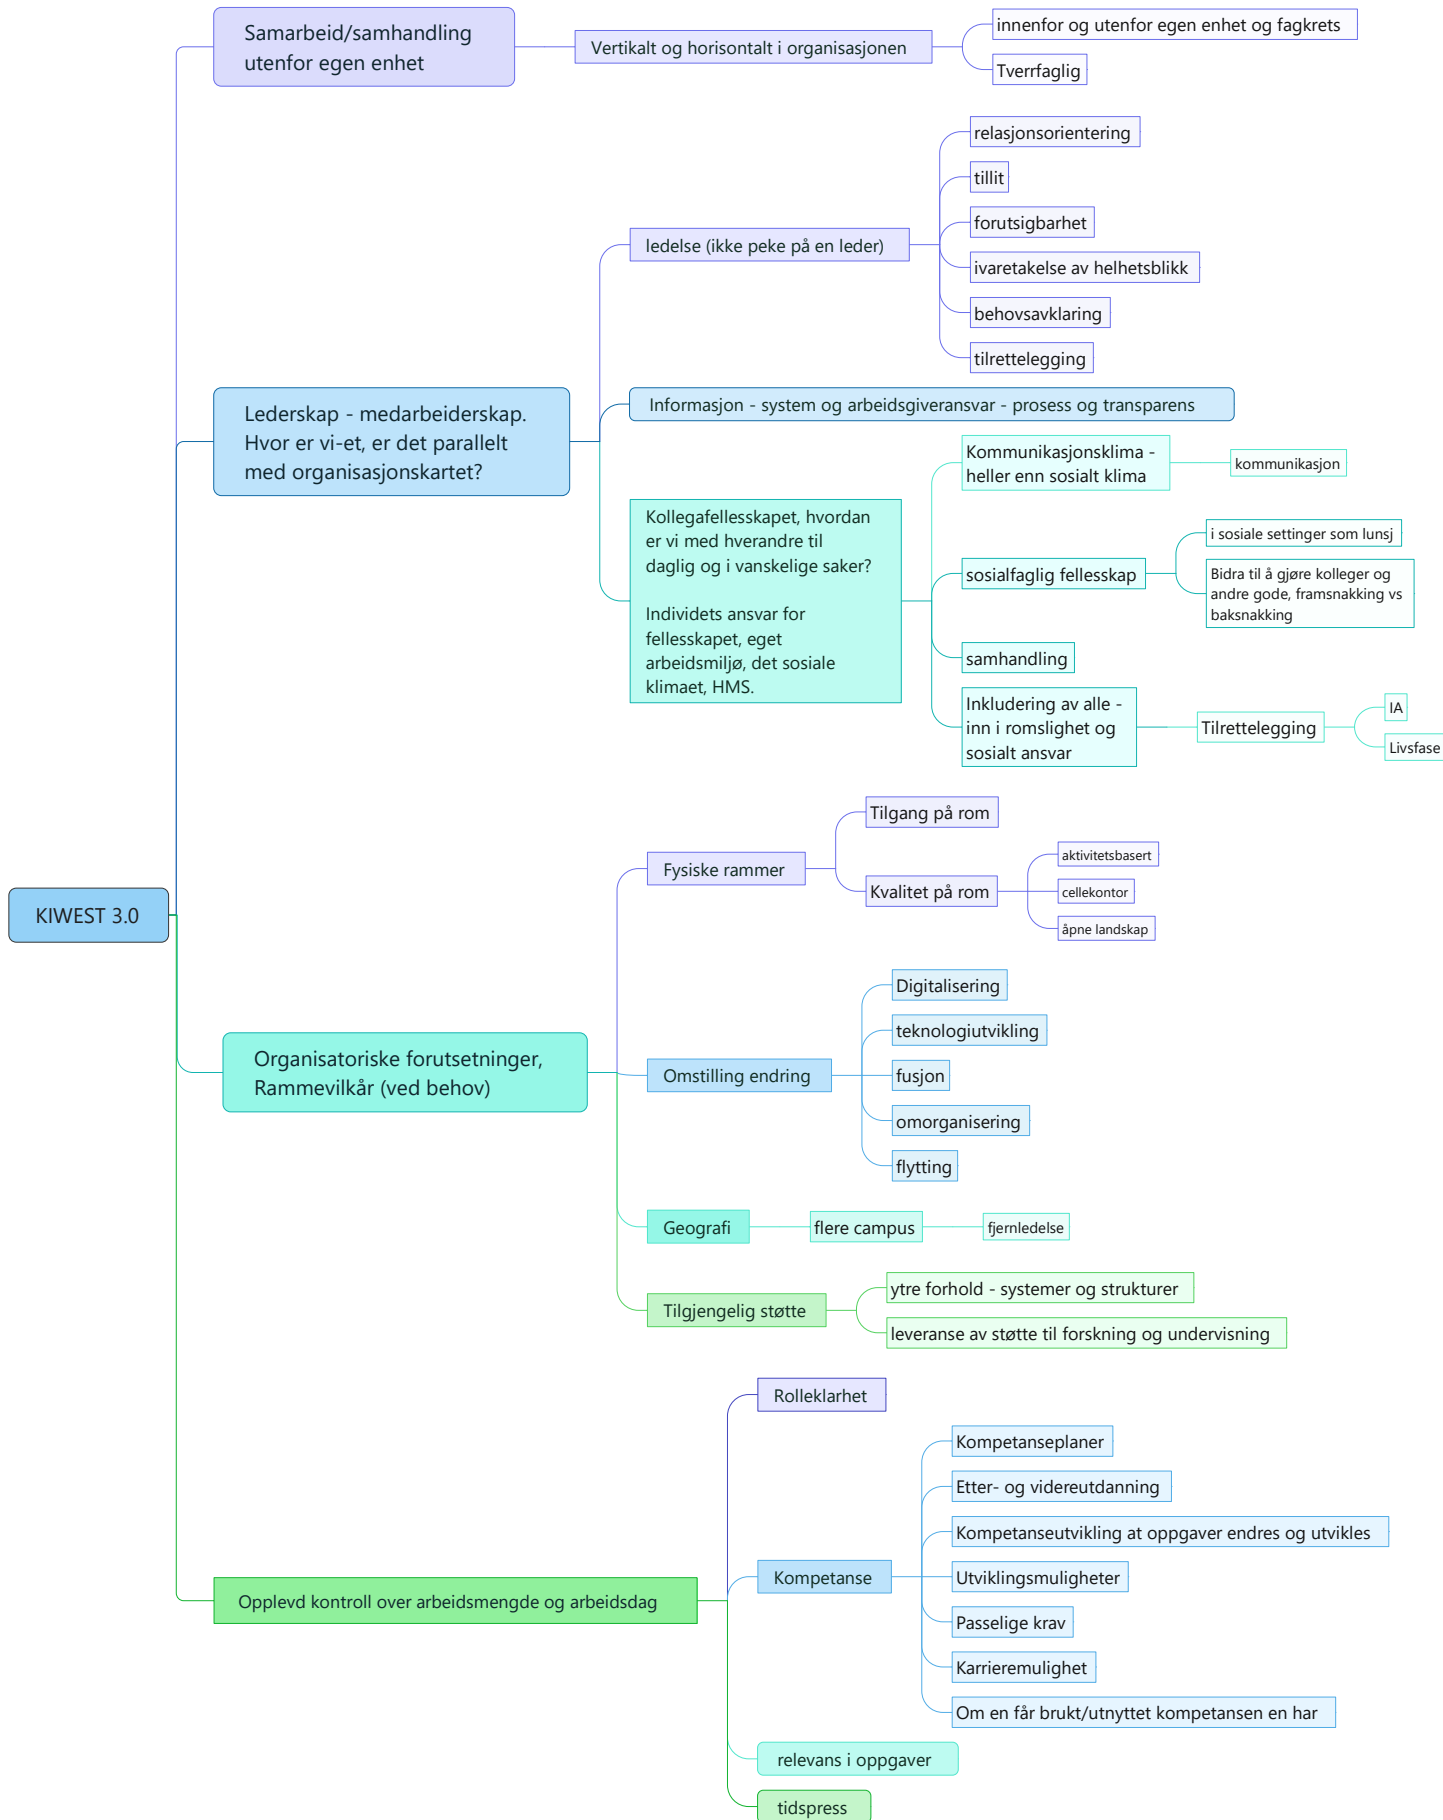 Samarbeid/samhandling
utenfor egen enhet
Vertikalt og horisontalt i organisasjonen
innenfor og utenfor egen enhet og fagkrets
Tverrfaglig
Lederskap - medarbeiderskap.
Hvor er vi-et, er det parallelt
med organisasjonskartet?
ledelse (ikke peke på en leder)
relasjonsorientering
tillit
forutsigbarhet
ivaretakelse av helhetsblikk
behovsavklaring
tilrettelegging
Informasjon - system og arbeidsgiveransvar - prosess og transparens
Kollegafellesskapet, hvordan
er vi med hverandre til
daglig og i vanskelige saker?
Individets ansvar for
fellesskapet, eget
arbeidsmiljø, det sosiale
klimaet, HMS.
Kommunikasjonsklima -
heller enn sosialt klima
kommunikasjon
sosialfaglig fellesskap
i sosiale settinger som lunsj
Bidra til å gjøre kolleger og
andre gode, framsnakking vs
baksnakking
samhandling
Inkludering av alle -
inn i romslighet og
sosialt ansvar
Tilrettelegging
IA
Livsfase
KIWEST 3.0
Organisatoriske forutsetninger,
Rammevilkår (ved behov)
Fysiske rammer
Tilgang på rom
Kvalitet på rom
aktivitetsbasert
cellekontor
åpne landskap
Omstilling endring
Digitalisering
teknologiutvikling
fusjon
omorganisering
flytting
Geografi
flere campus
fjernledelse
Tilgjengelig støtte
ytre forhold - systemer og strukturer
leveranse av støtte til forskning og undervisning
Opplevd kontroll over arbeidsmengde og arbeidsdag
Rolleklarhet
Kompetanse
Kompetanseplaner
Etter- og videreutdanning
Kompetanseutvikling at oppgaver endres og utvikles
Utviklingsmuligheter
Passelige krav
Karrieremulighet
Om en får brukt/utnyttet kompetansen en har
relevans i oppgaver
tidspress